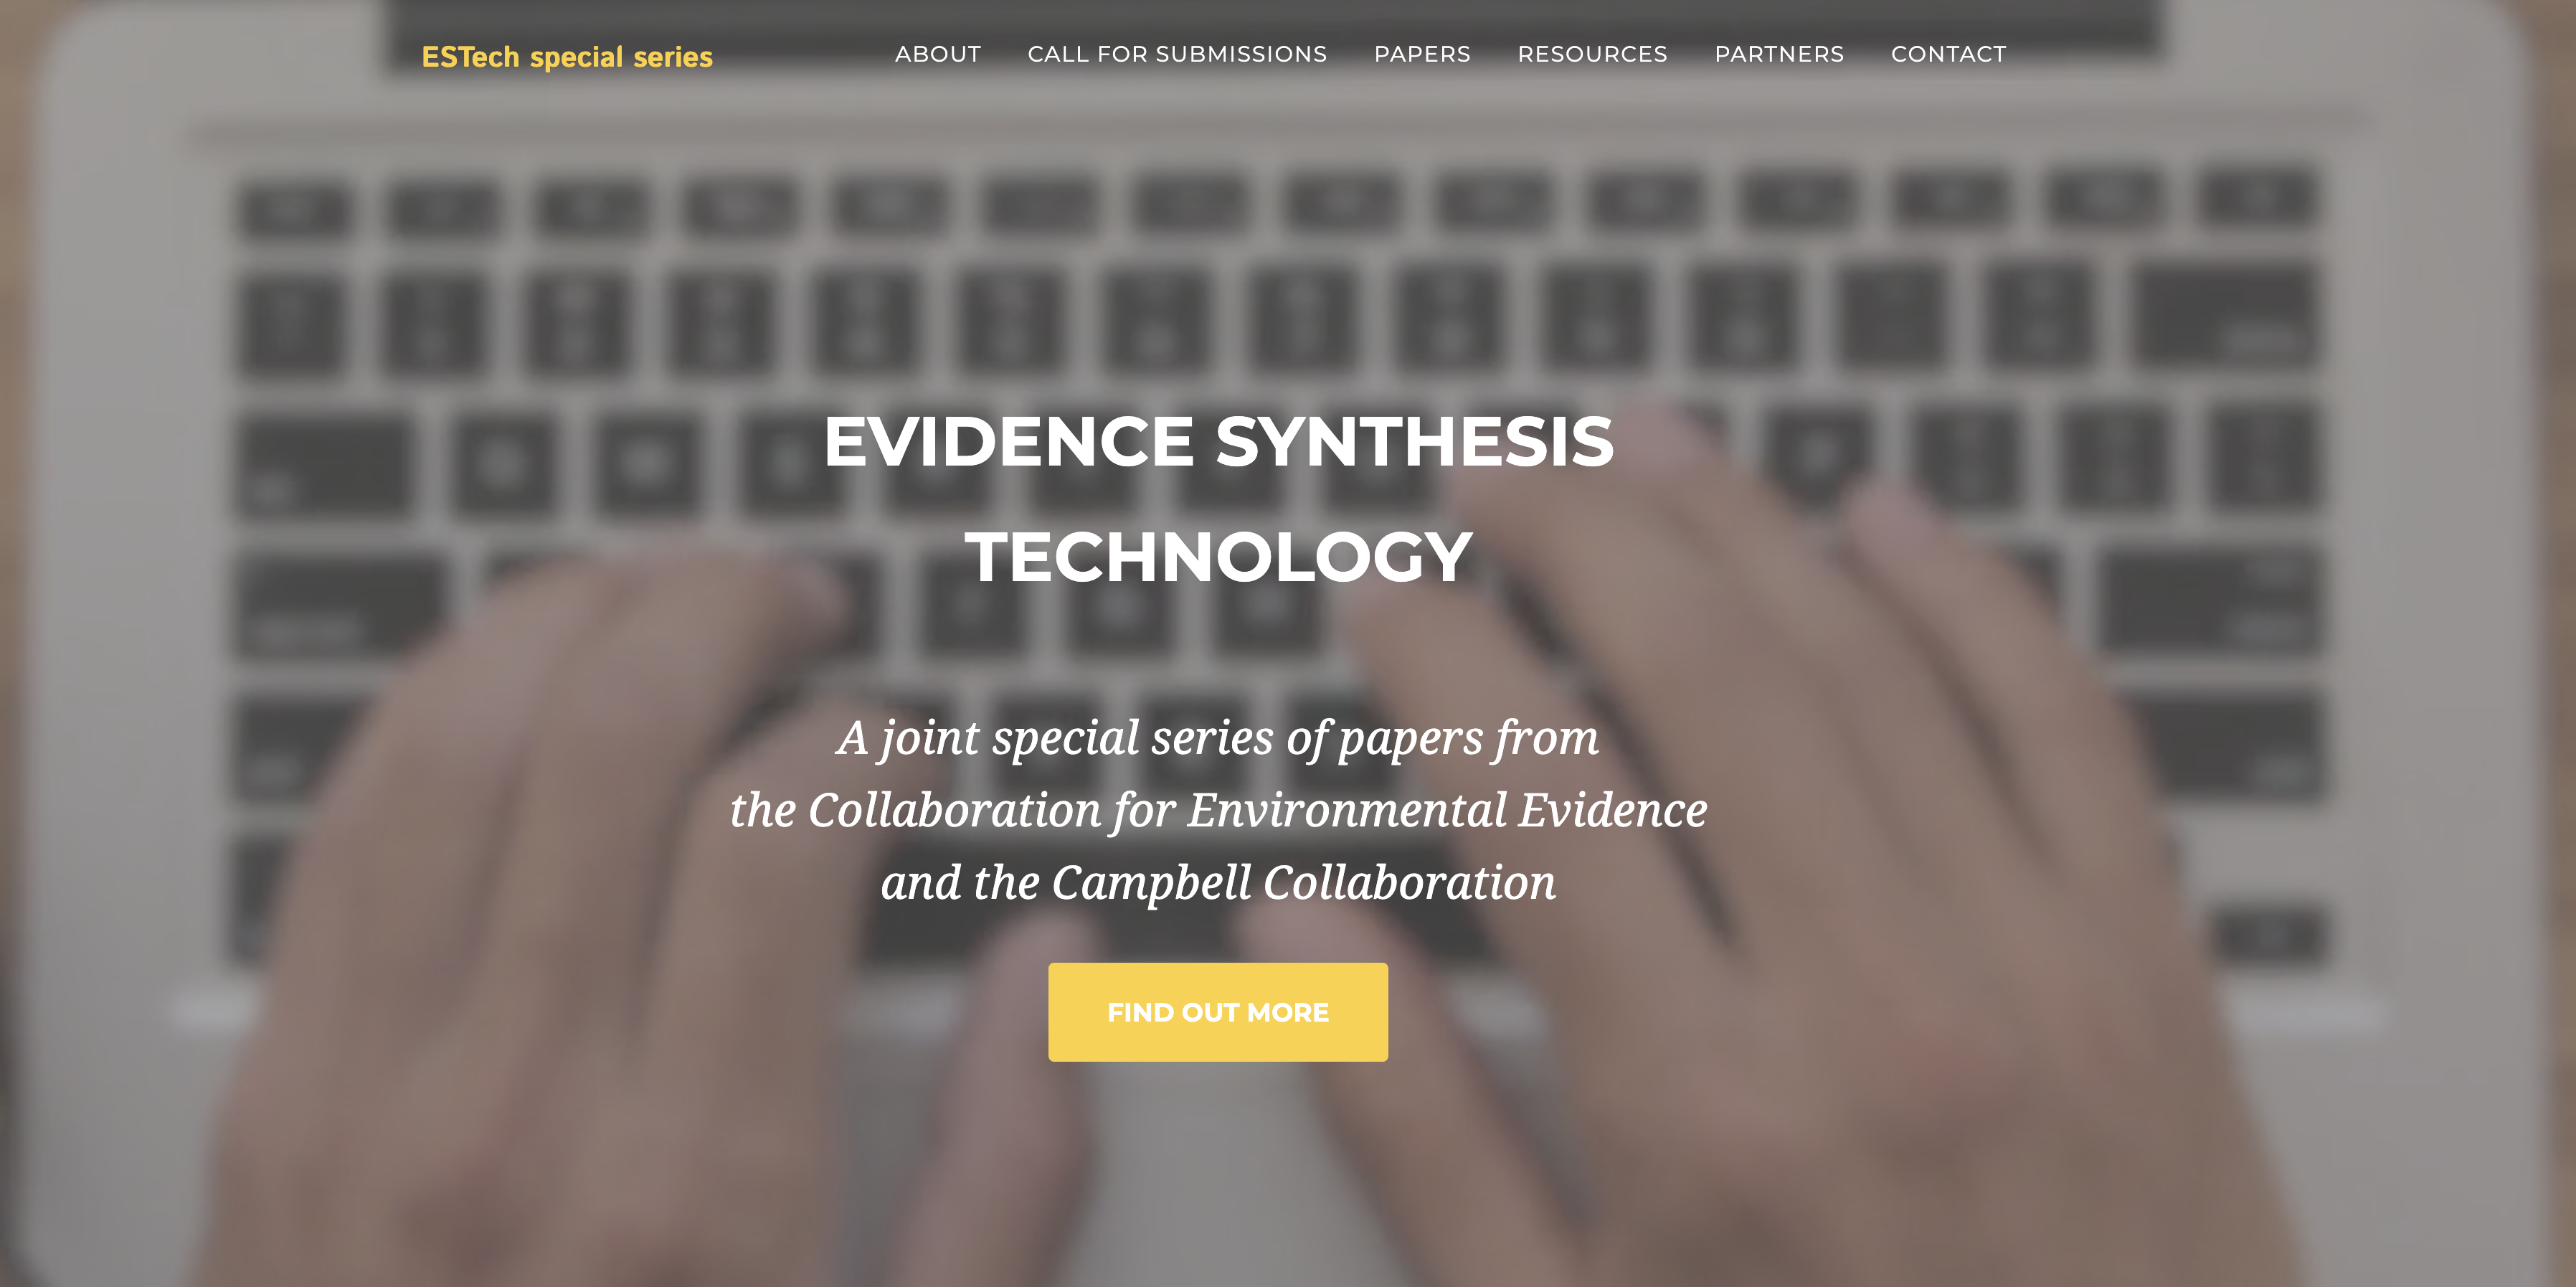 ESTech special series
ABOUT
CALL FOR SUBMISSIONS
PAPERS
RESOURCES
PARTNERS
CONTACT
EVIDENCE SYNTHESIS
TECHNOLOGY
A joint special series of papers from
the Collaboration for Environmental Evidence
and the Campbell Collaboration
FIND OUT MORE